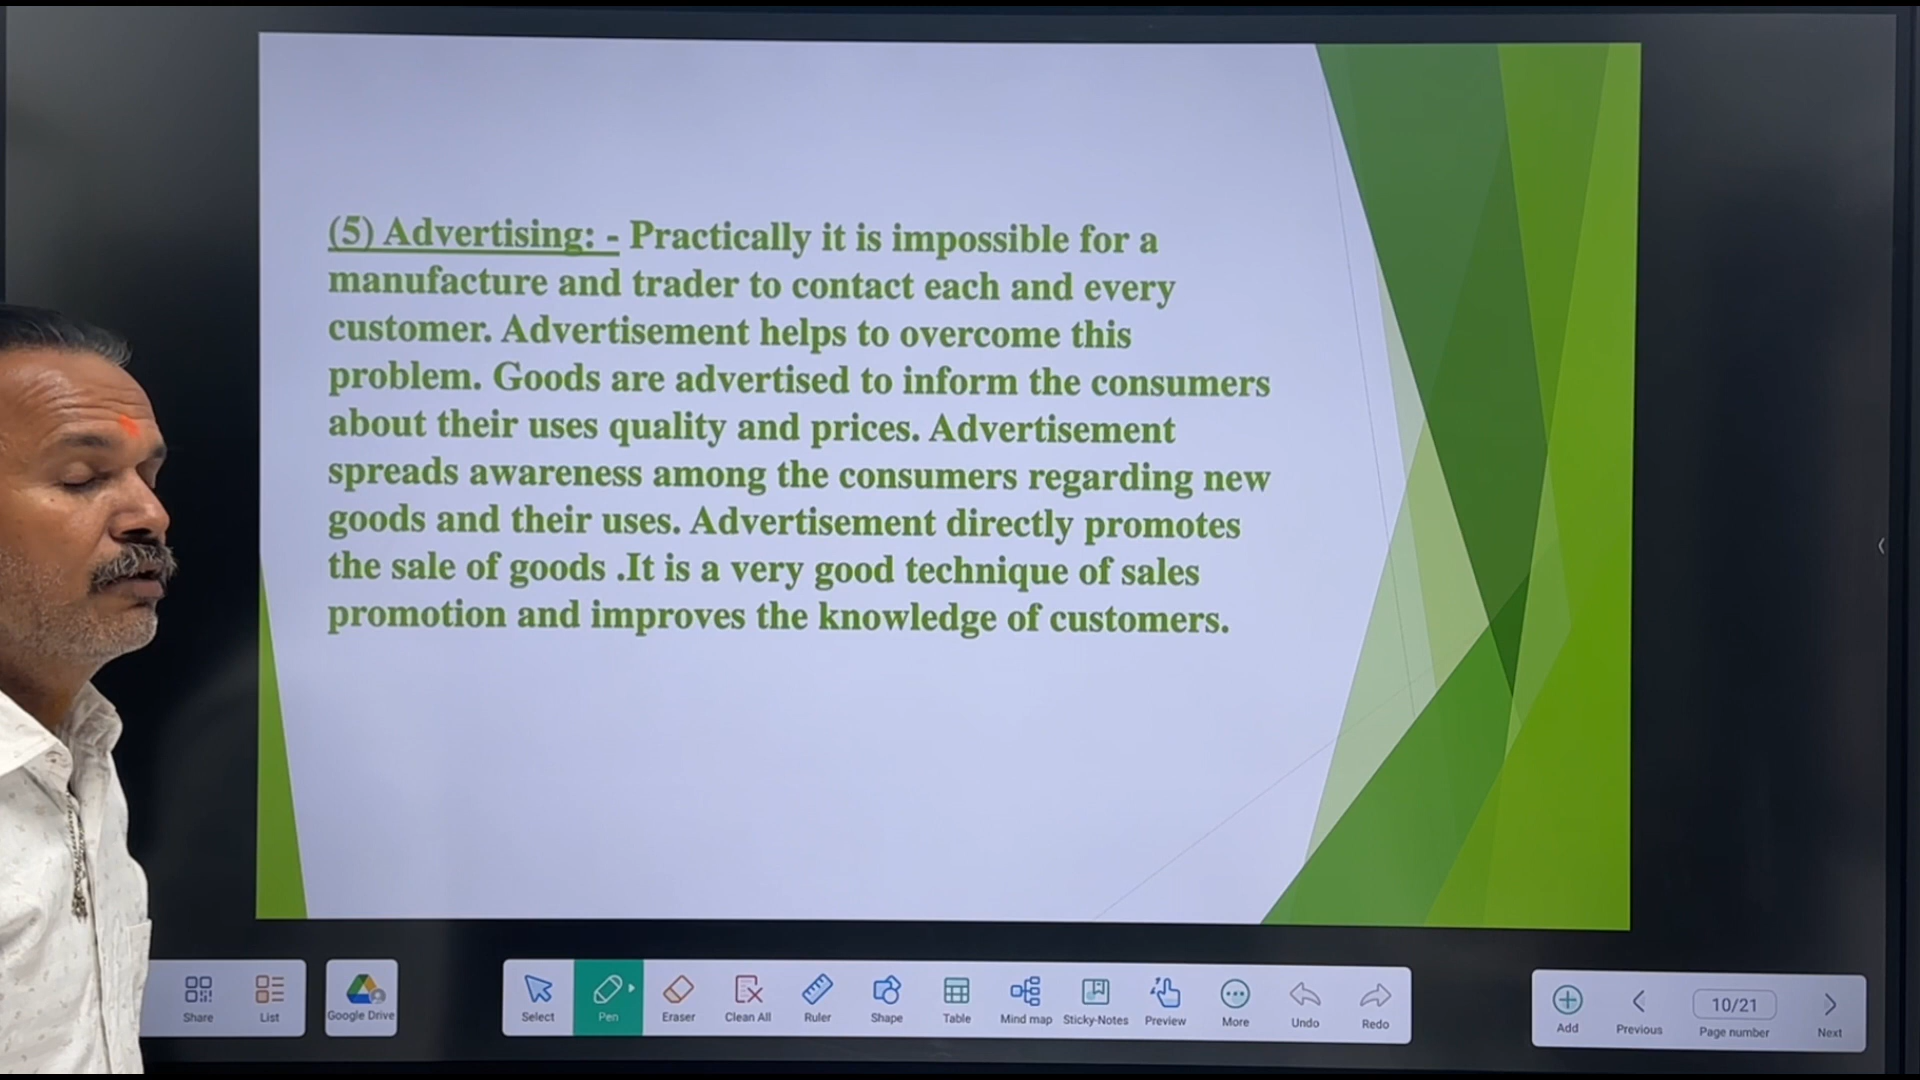 (5) Advertising: - Practically it is impossible for a
manufacture and trader to contact each and every
customer. Advertisement helps to overcome this
problem. Goods are advertised to inform the consumers
about their uses quality and prices. Advertisement
spreads awareness among the consumers regarding new
goods and their uses. Advertisement directly promotes
the sale of goods .It is a very good technique of sales
promotion and improves the knowledge of customers.
Share List Google Drive Select Pen Eraser Clean All Ruler Shape Table Mind map Sticky-Notes Preview More Undo Redo Add Previous 10/21 Next
Page number